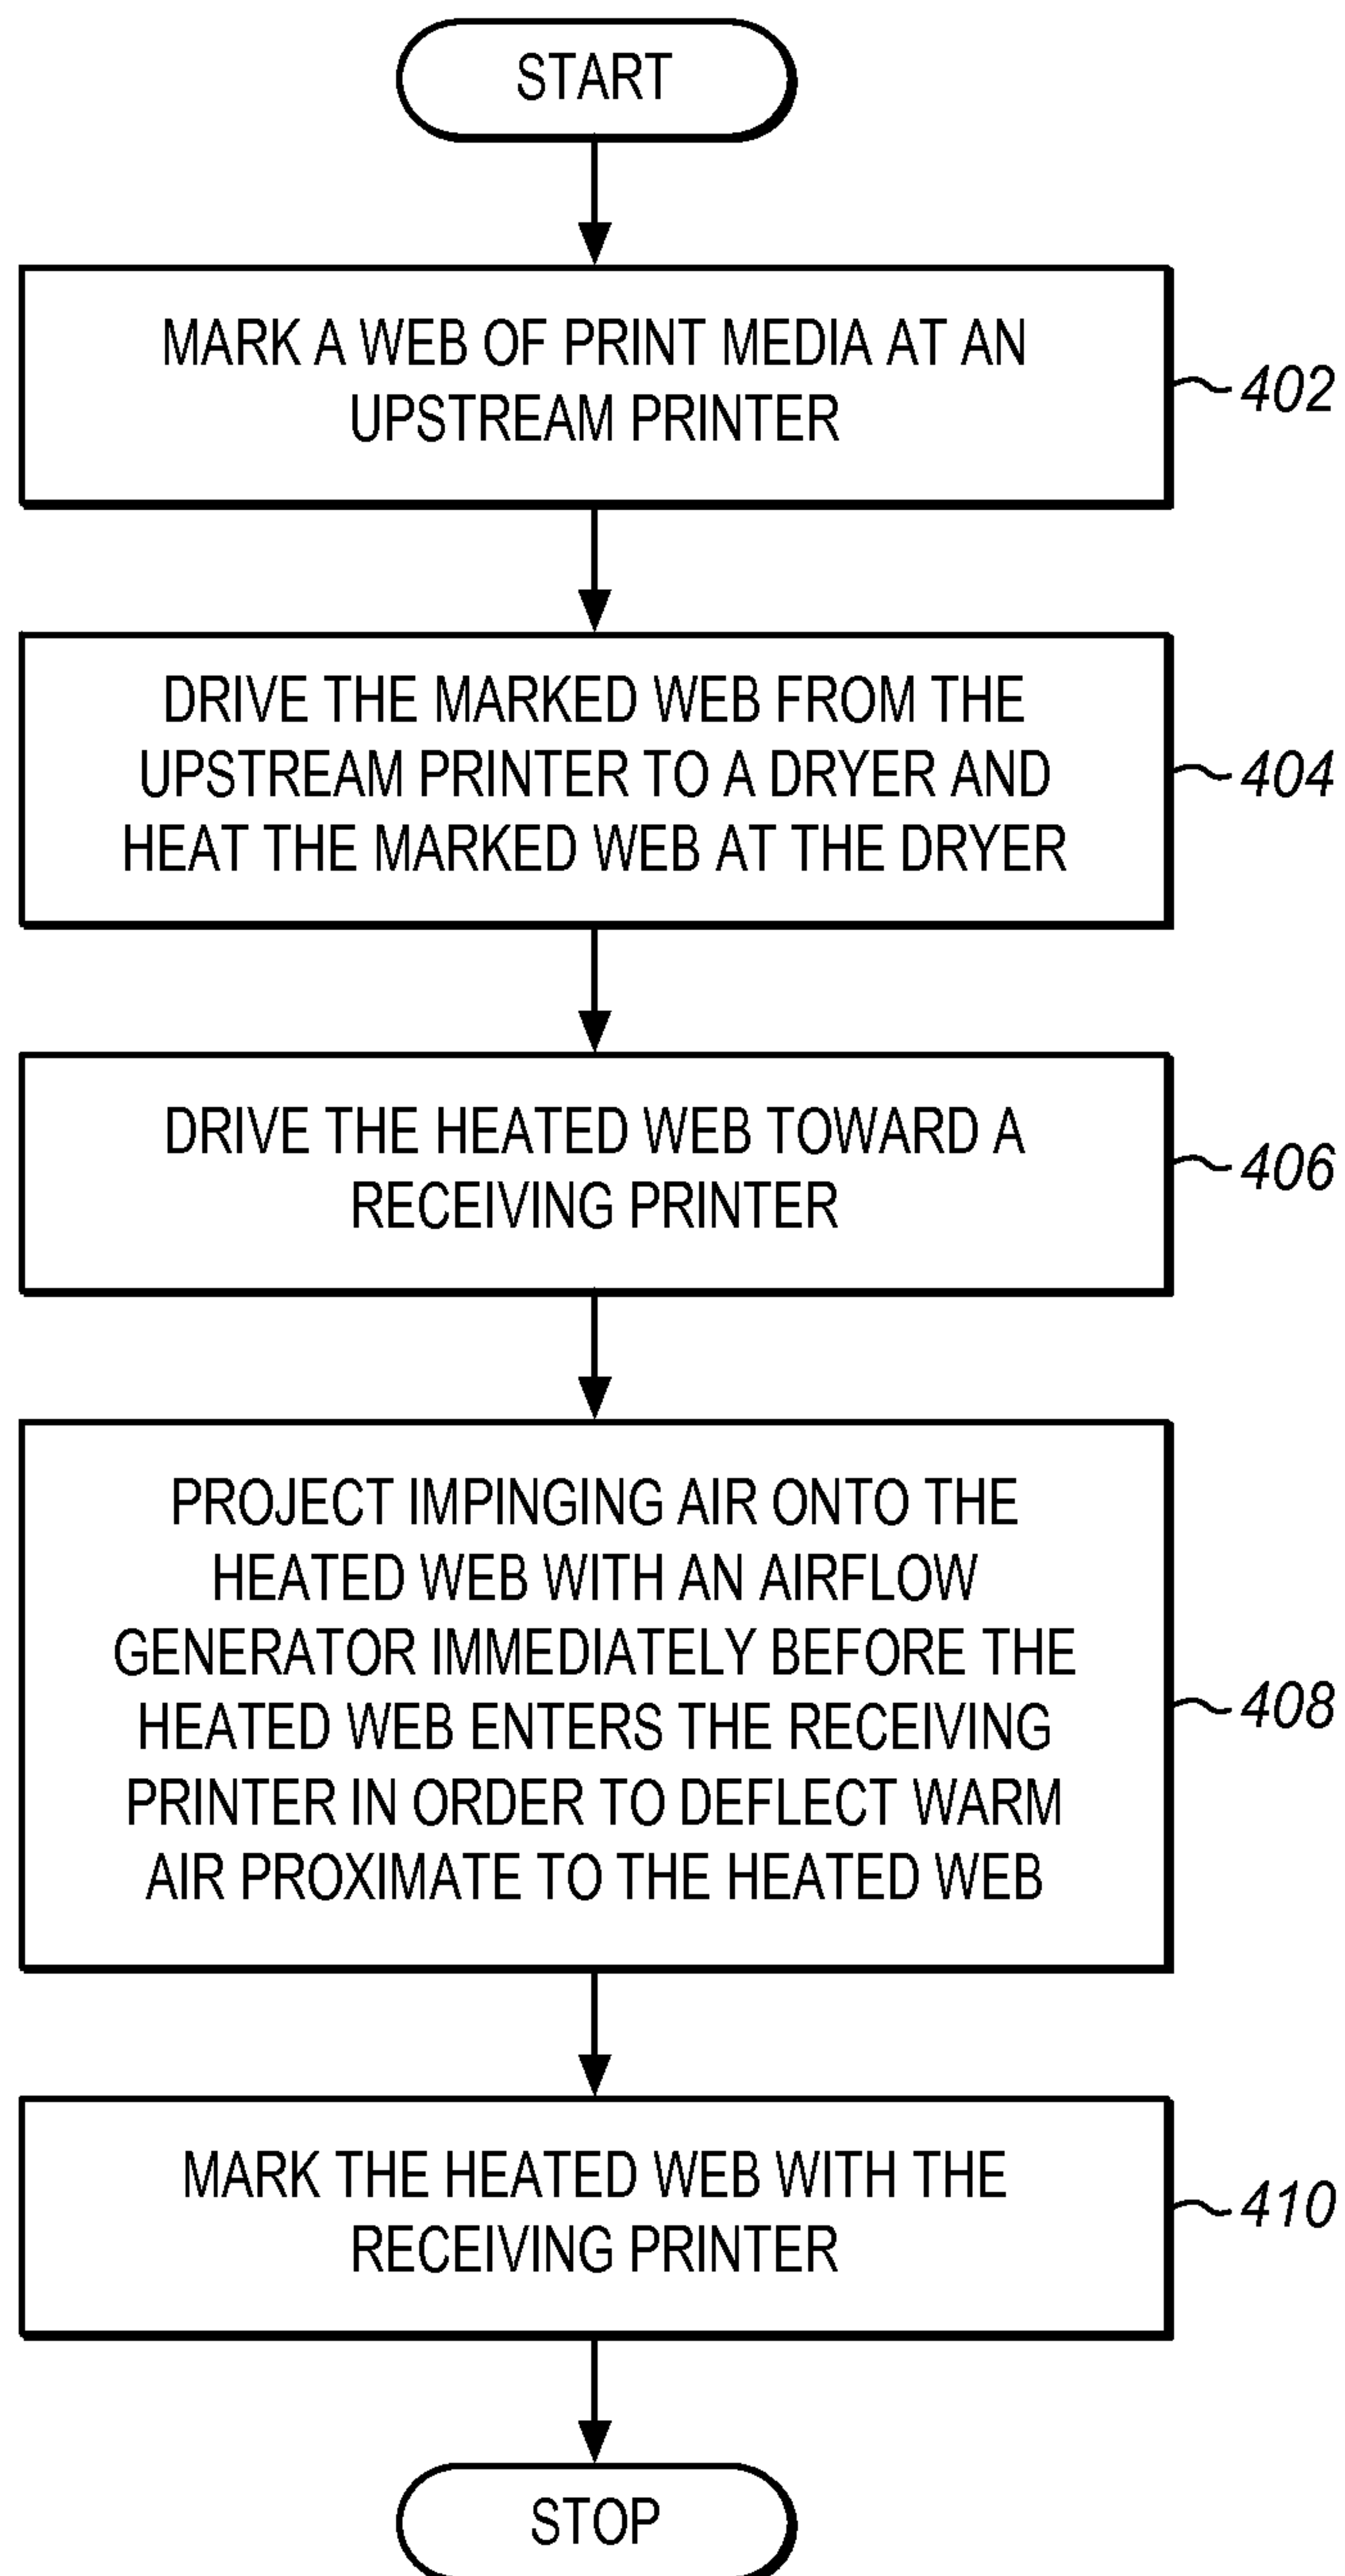 START
MARK A WEB OF PRINT MEDIA AT AN
UPSTREAM PRINTER
402
DRIVE THE MARKED WEB FROM THE
UPSTREAM PRINTER TO A DRYER AND
HEAT THE MARKED WEB AT THE DRYER
404
DRIVE THE HEATED WEB TOWARD A
RECEIVING PRINTER
406
PROJECT IMPINGING AIR ONTO THE
HEATED WEB WITH AN AIRFLOW
GENERATOR IMMEDIATELY BEFORE THE
HEATED WEB ENTERS THE RECEIVING
PRINTER IN ORDER TO DEFLECT WARM
AIR PROXIMATE TO THE HEATED WEB
408
MARK THE HEATED WEB WITH THE
RECEIVING PRINTER
410
STOP